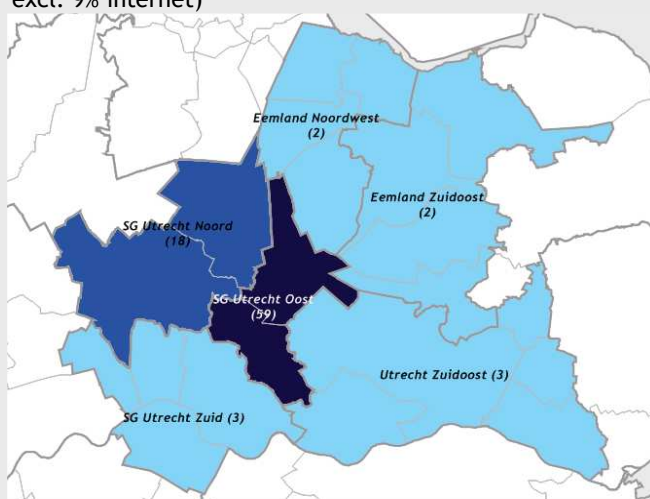 excl. 9% internet)
Eemland Noordwest
(2)
Eemland Zuidoost
(2)
SG Utrecht Noord
(18)
SG Utrecht Oost
(59)
Utrecht Zuidoost (3)
SG Utrecht Zuid (3)